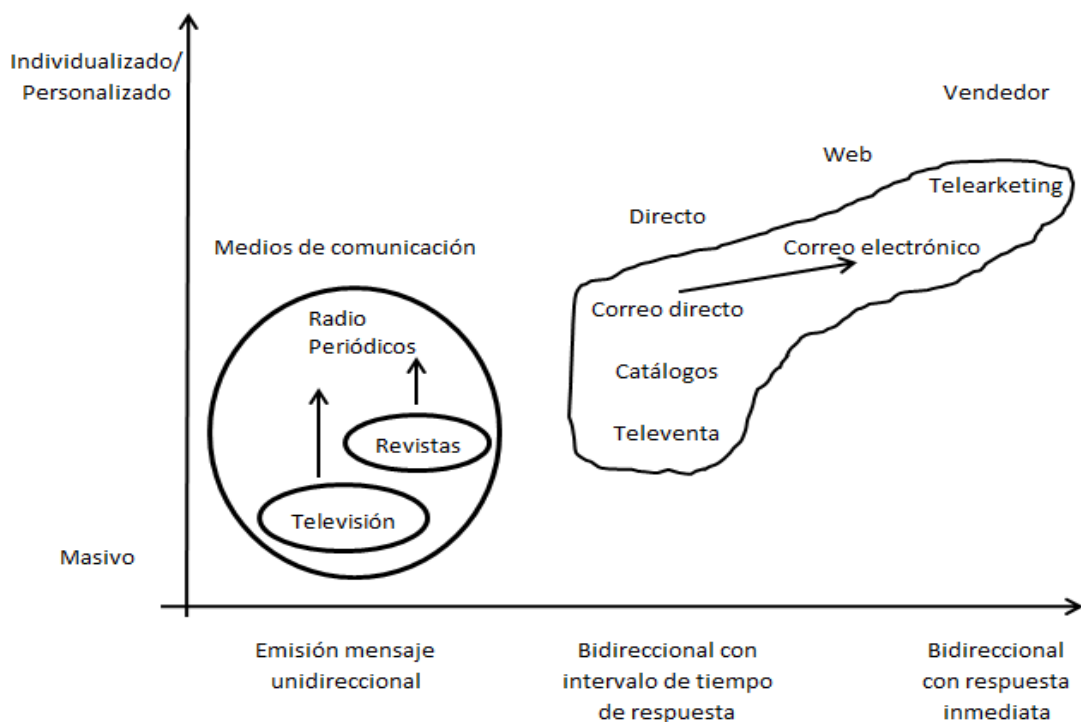 Individualizado/
Personalizado
Vendedor
Web
Telearketing
Directo
Medios de comunicación
Correo electrónico
Radio
Periódicos
Correo directo
Catálogos
Revistas
Televenta
Televisión
Masivo
Emisión mensaje
unidireccional
Bidireccional con
intervalo de tiempo
de respuesta
Bidireccional
con respuesta
inmediata